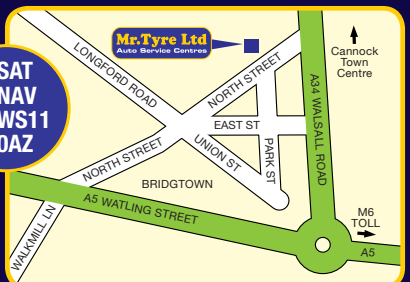 Mr.Tyre Ltd
Auto Service Centres
SAT
NAV
WS11
0AZ
LONGFORD ROAD
NORTH STREET
Cannock
Town
Centre
A34 WALSALL ROAD
EAST ST
UNION ST
PARK ST
NORTH STREET
BRIDGTOWN
A5 WATLING STREET
WALKMILL LN
M6
TOLL
A5